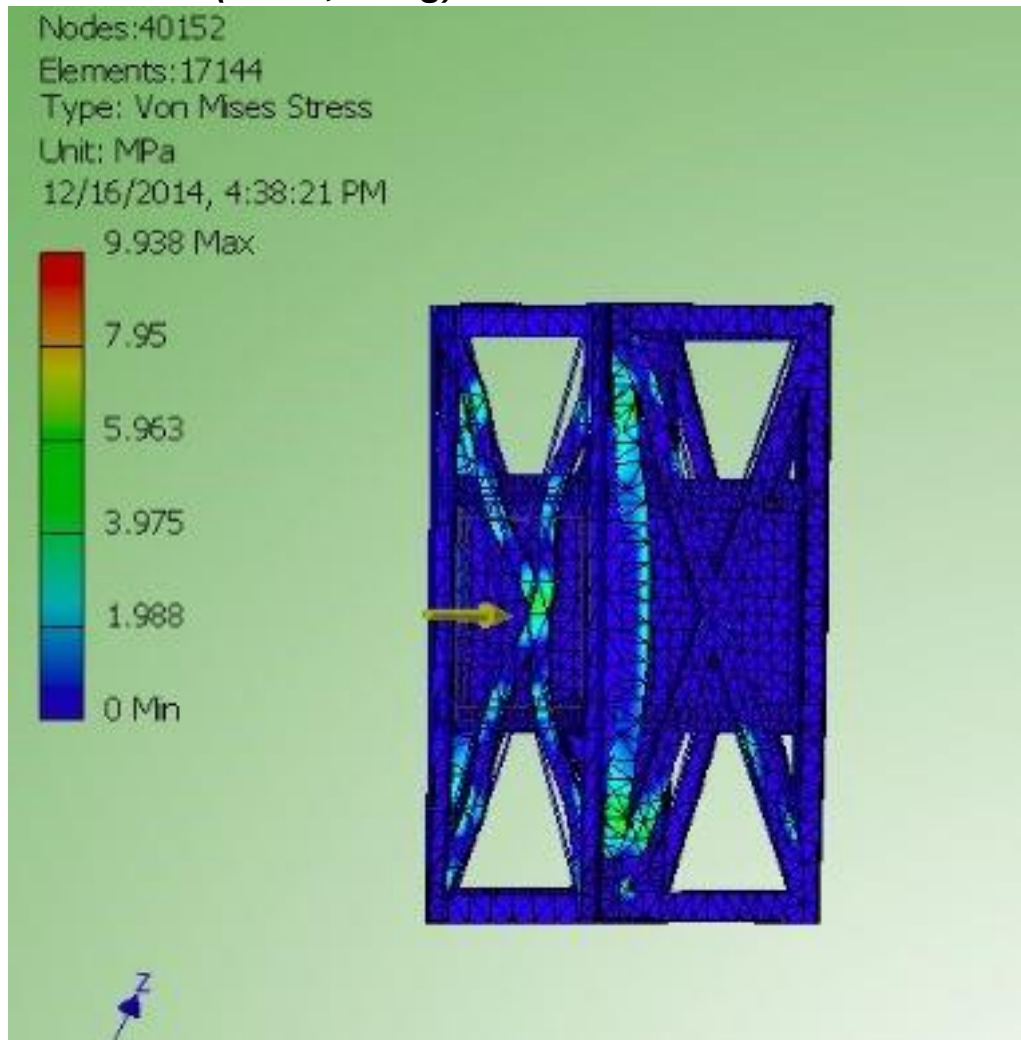 Nodes:40152
Elements:17144
Type: Von Mises Stress
Unit: MPa
12/16/2014, 4:38:21 PM
9.938 Max
7.95
5.963
3.975
1.988
0 Min
Z